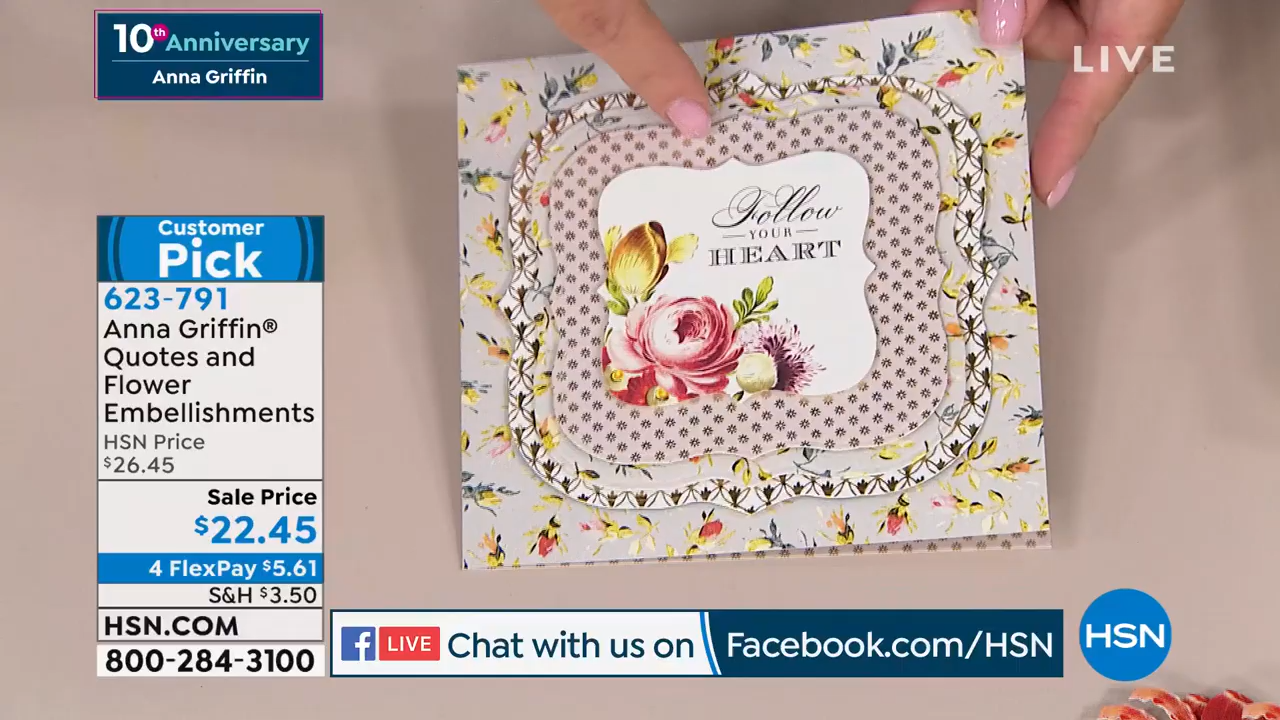 10th Anniversary
Anna Griffin
LIVE
Customer
Pick
623-791
Anna Griffin®
Quotes and
Flower
Embellishments
HSN Price
$26.45
Sale Price
$22.45
4 FlexPay $5.61
S&H $3.50
HSN.COM
800-284-3100
Follow
YOUR
HEART
f LIVE Chat with us on Facebook.com/HSN
HSN